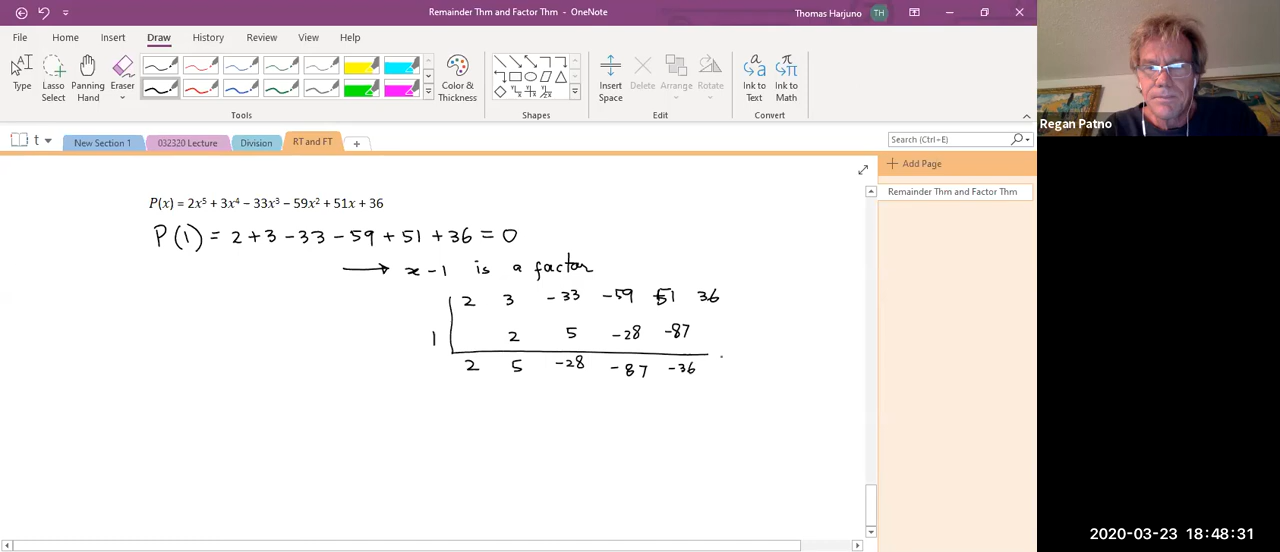 Remainder Thm and Factor Thm - OneNote
Thomas Harjuno TH
File Home Insert Draw History Review View Help
Type Lasso Select Panning Hand Eraser
Color & Thickness
Insert Space Delete Arrange Rotate
Ink to Text Ink to Math
Tools Shapes Edit Convert
Regan Patno
t New Section 1 032320 Lecture Division RT and FT
Search (Ctrl+E)
Add Page
Remainder Thm and Factor Thm
P(x) = 2x⁵ + 3x⁴ − 33x³ − 59x² + 51x + 36
P(1) = 2 + 3 - 33 - 59 + 51 + 36 = 0
→ x - 1 is a factor
2 3 -33 -59 51 36
1 2 5 -28 -87
2 5 -28 -87 -36
2020-03-23 18:48:31